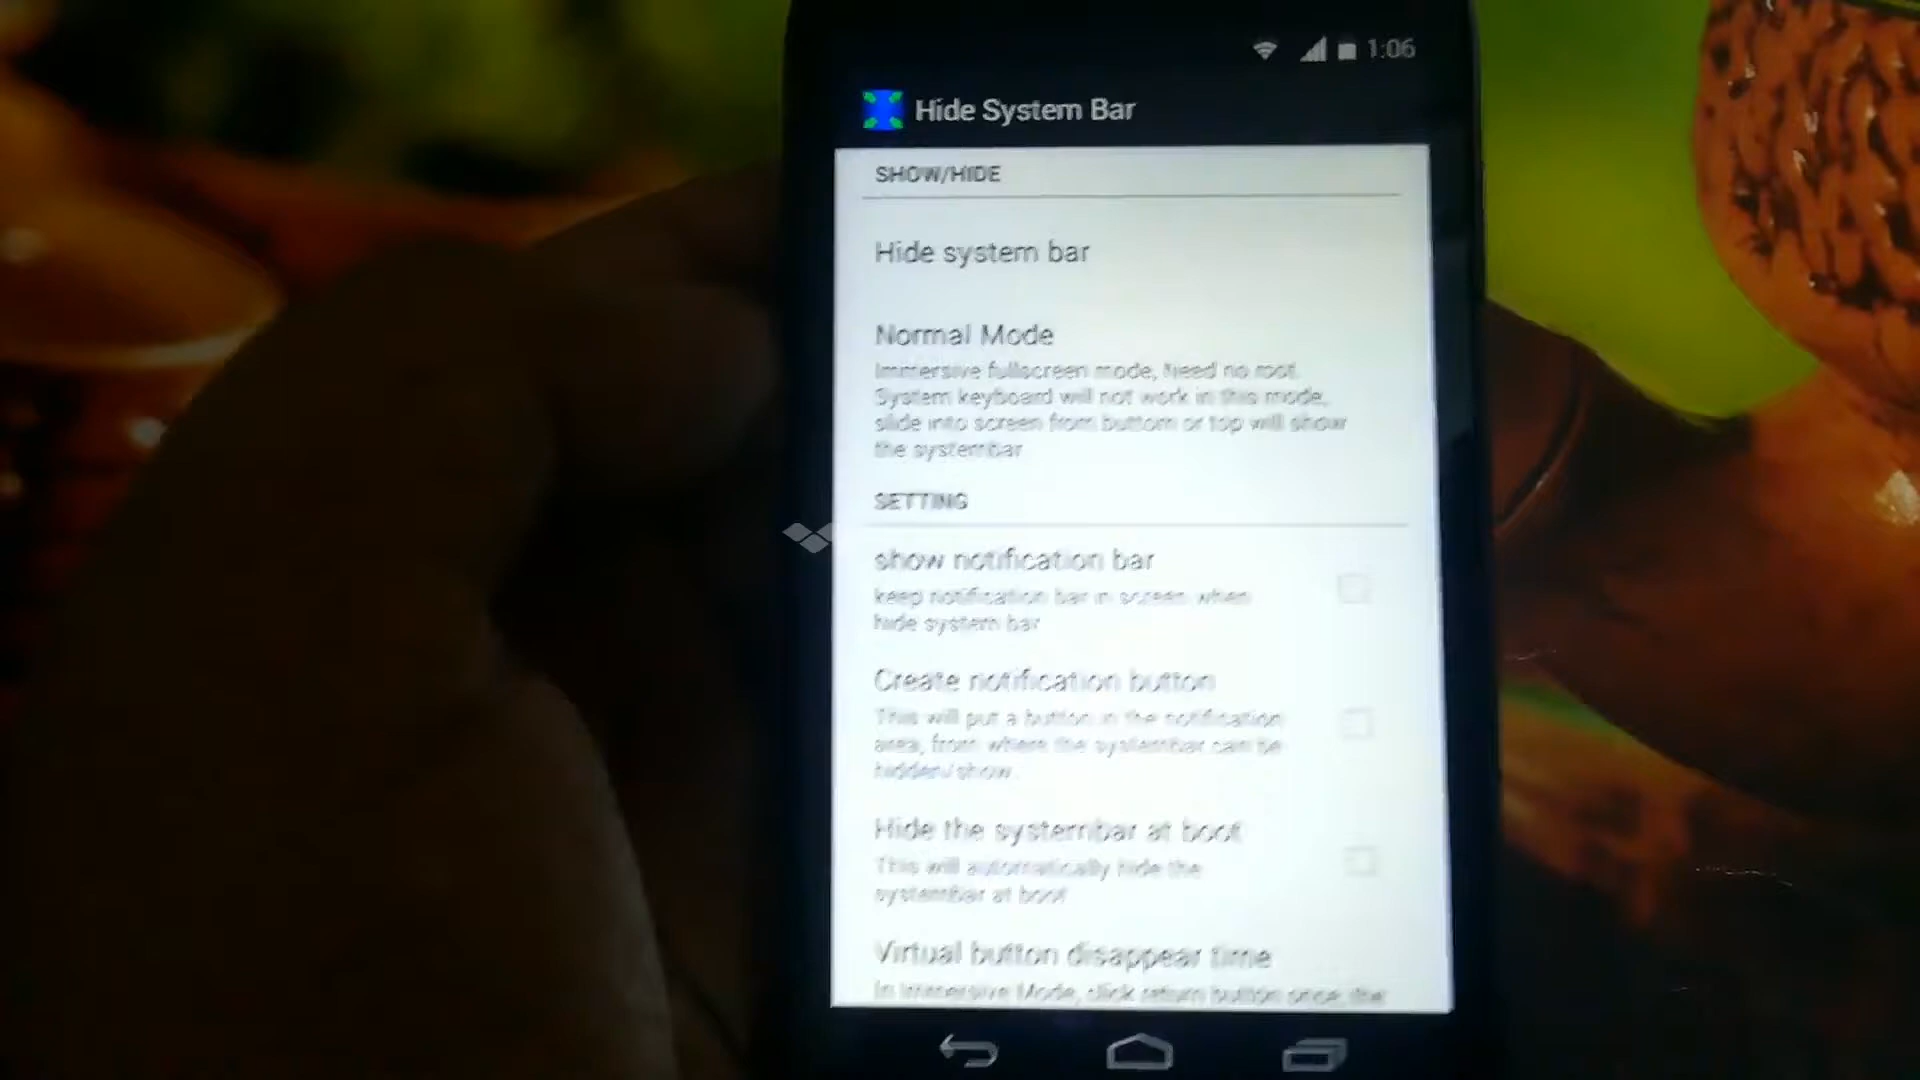 1:06
Hide System Bar
SHOW/HIDE
Hide system bar
Normal Mode
Immersive fullscreen mode, Need no root.
System keyboard will not work in this mode,
slide into screen from buttom or top will show
the systembar
SETTING
show notification bar
keep notification bar in screen when
hide system bar
Create notification button
This will put a button in the notification
area, from where the systembar can be
hidden/show.
Hide the systembar at boot
This will automatically hide the
systembar at boot
Virtual button disappear time
In Immersive Mode, click return button once, the